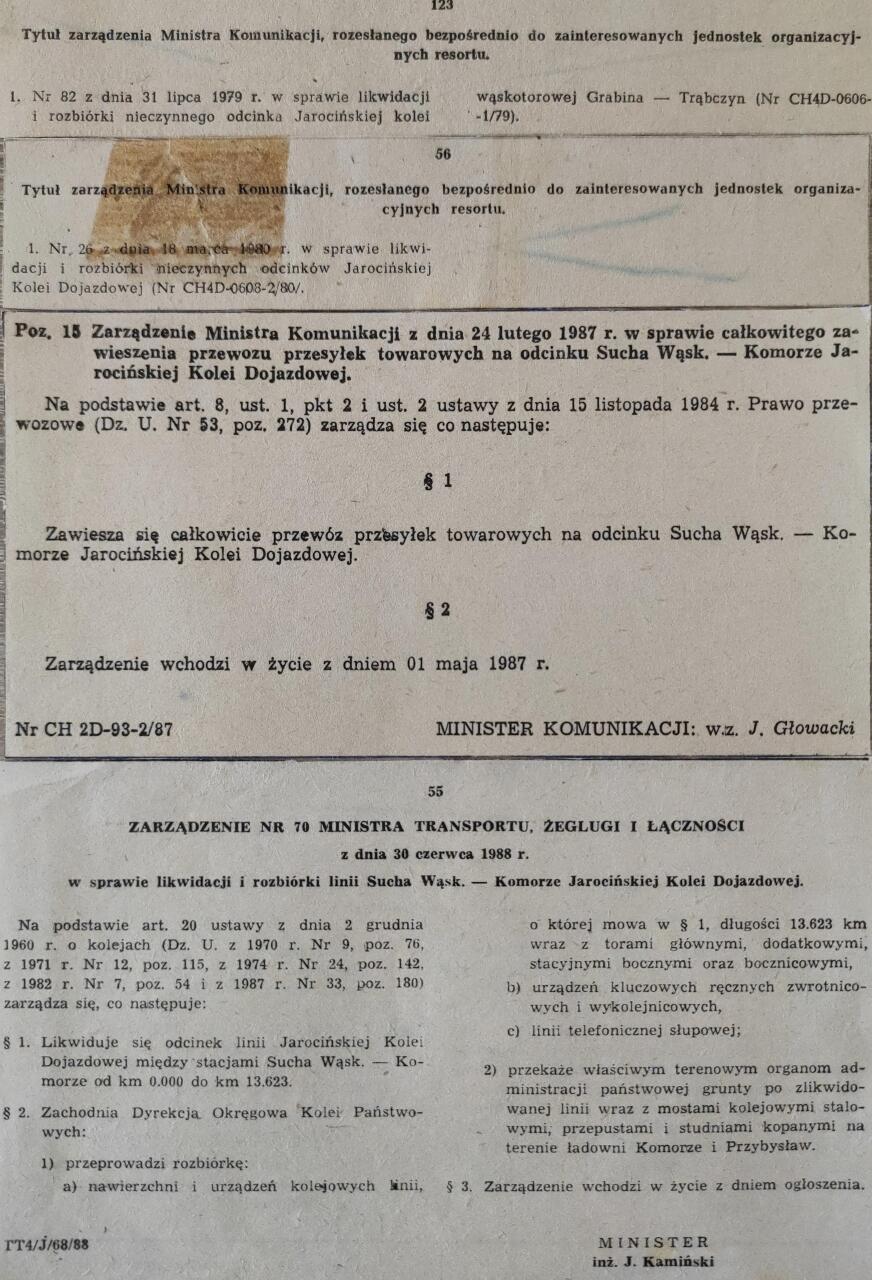 123
Tytuł zarządzenia Ministra Komunikacji, rozesłanego bezpośrednio do zainteresowanych jednostek organizacyj-
nych resortu.
1. Nr 82 z dnia 31 lipca 1979 r. w sprawie likwidacji
i rozbiórki nieczynnego odcinka Jarocińskiej kolei
wąskotorowej Grabina — Trąbczyn (Nr CH4D-0606-
-1/79).
56
Tytuł zarządzenia Ministra Komunikacji, rozesłanego bezpośrednio do zainteresowanych jednostek organiza-
cyjnych resortu.
1. Nr 26 z dnia 18 marca 1980 r. w sprawie likwi-
dacji i rozbiórki nieczynnych odcinków Jarocińskiej
Kolei Dojazdowej (Nr CH4D-0608-2/80/.
Poz. 15 Zarządzenie Ministra Komunikacji z dnia 24 lutego 1987 r. w sprawie całkowitego za-
wieszenia przewozu przesyłek towarowych na odcinku Sucha Wąsk. — Komorze Ja-
rocińskiej Kolei Dojazdowej.
Na podstawie art. 8, ust. 1, pkt 2 i ust. 2 ustawy z dnia 15 listopada 1984 r. Prawo prze-
wozowe (Dz. U. Nr 53, poz. 272) zarządza się co następuje:
§ 1
Zawiesza się całkowicie przewóz przesyłek towarowych na odcinku Sucha Wąsk. — Ko-
morze Jarocińskiej Kolei Dojazdowej.
§ 2
Zarządzenie wchodzi w życie z dniem 01 maja 1987 r.
Nr CH 2D-93-2/87 MINISTER KOMUNIKACJI: w.z. J. Głowacki
55
ZARZĄDZENIE NR 70 MINISTRA TRANSPORTU, ŻEGLUGI I ŁĄCZNOŚCI
z dnia 30 czerwca 1988 r.
w sprawie likwidacji i rozbiórki linii Sucha Wąsk. — Komorze Jarocińskiej Kolei Dojazdowej.
Na podstawie art. 20 ustawy z dnia 2 grudnia
1960 r. o kolejach (Dz. U. z 1970 r. Nr 9, poz. 76,
z 1971 r. Nr 12, poz. 115, z 1974 r. Nr 24, poz. 142,
z 1982 r. Nr 7, poz. 54 i z 1987 r. Nr 33, poz. 180)
zarządza się, co następuje:
§ 1. Likwiduje się odcinek linii Jarocińskiej Kolei
Dojazdowej między stacjami Sucha Wąsk. — Ko-
morze od km 0.000 do km 13.623.
§ 2. Zachodnia Dyrekcja Okręgowa Kolei Państwo-
wych:
1) przeprowadzi rozbiórkę:
a) nawierzchni i urządzeń kolejowych linii,
o której mowa w § 1, długości 13.623 km
wraz z torami głównymi, dodatkowymi,
stacyjnymi bocznymi oraz bocznicowymi,
b) urządzeń kluczowych ręcznych zwrotnico-
wych i wykolejnicowych,
c) linii telefonicznej słupowej;
2) przekaże właściwym terenowym organom ad-
ministracji państwowej grunty po zlikwido-
wanej linii wraz z mostami kolejowymi stalo-
wymi, przepustami i studniami kopanymi na
terenie ładowni Komorze i Przybysław.
§ 3. Zarządzenie wchodzi w życie z dniem ogłoszenia.
TT4/J/68/88
MINISTER
inż. J. Kamiński